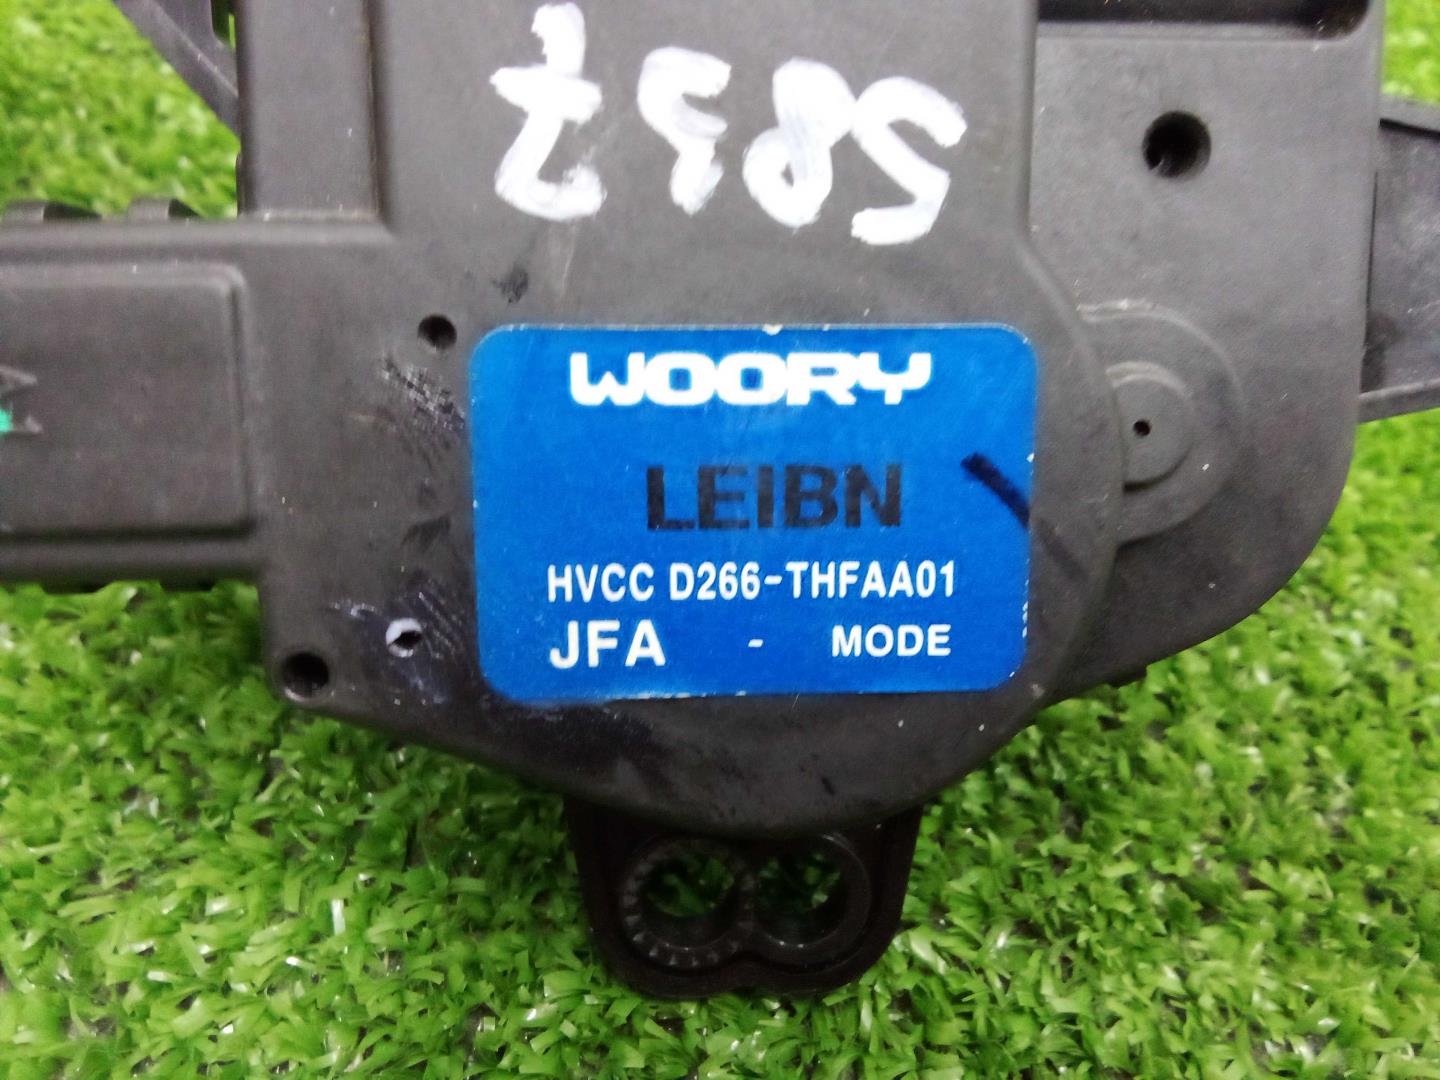 5837
WOORY
LEIBN
HVCC D266-THFAA01
JFA - MODE